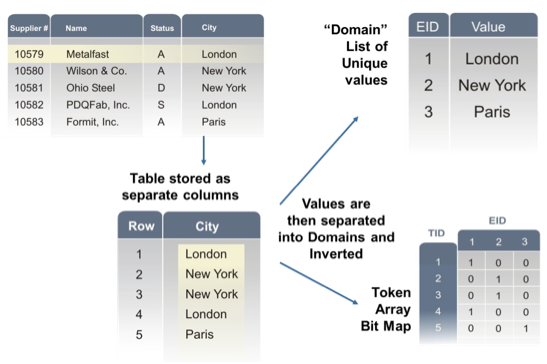 Supplier # Name Status City
10579 Metalfast A London
10580 Wilson & Co. A New York
10581 Ohio Steel D New York
10582 PDQFab, Inc. S London
10583 Formit, Inc. A Paris
“Domain”
List of
Unique
values
EID Value
1 London
2 New York
3 Paris
Table stored as
separate columns
Row City
1 London
2 New York
3 New York
4 London
5 Paris
Values are
then separated
into Domains and
Inverted
Token
Array
Bit Map
EID
TID 1 2 3
1 1 0 0
2 0 1 0
3 0 1 0
4 1 0 0
5 0 0 1